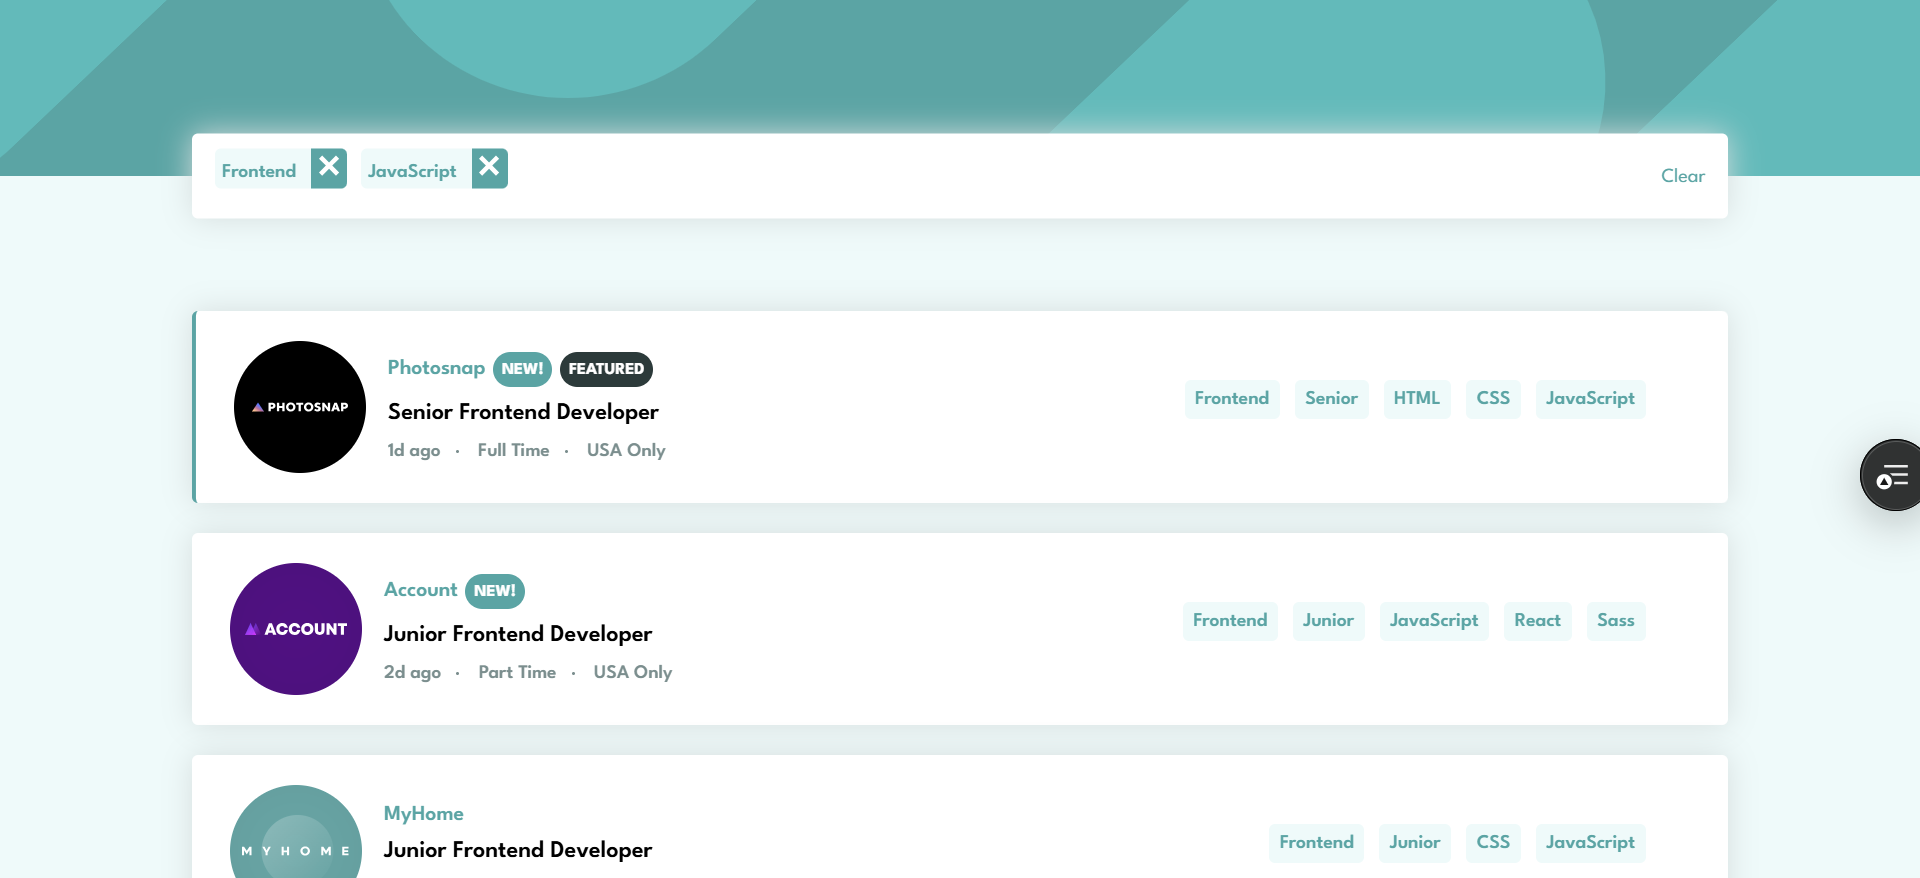 Frontend JavaScript Clear
PHOTOSNAP
Photosnap NEW! FEATURED
Senior Frontend Developer
1d ago · Full Time · USA Only
Frontend Senior HTML CSS JavaScript
ACCOUNT
Account NEW!
Junior Frontend Developer
2d ago · Part Time · USA Only
Frontend Junior JavaScript React Sass
MYHOME
MyHome
Junior Frontend Developer
Frontend Junior CSS JavaScript